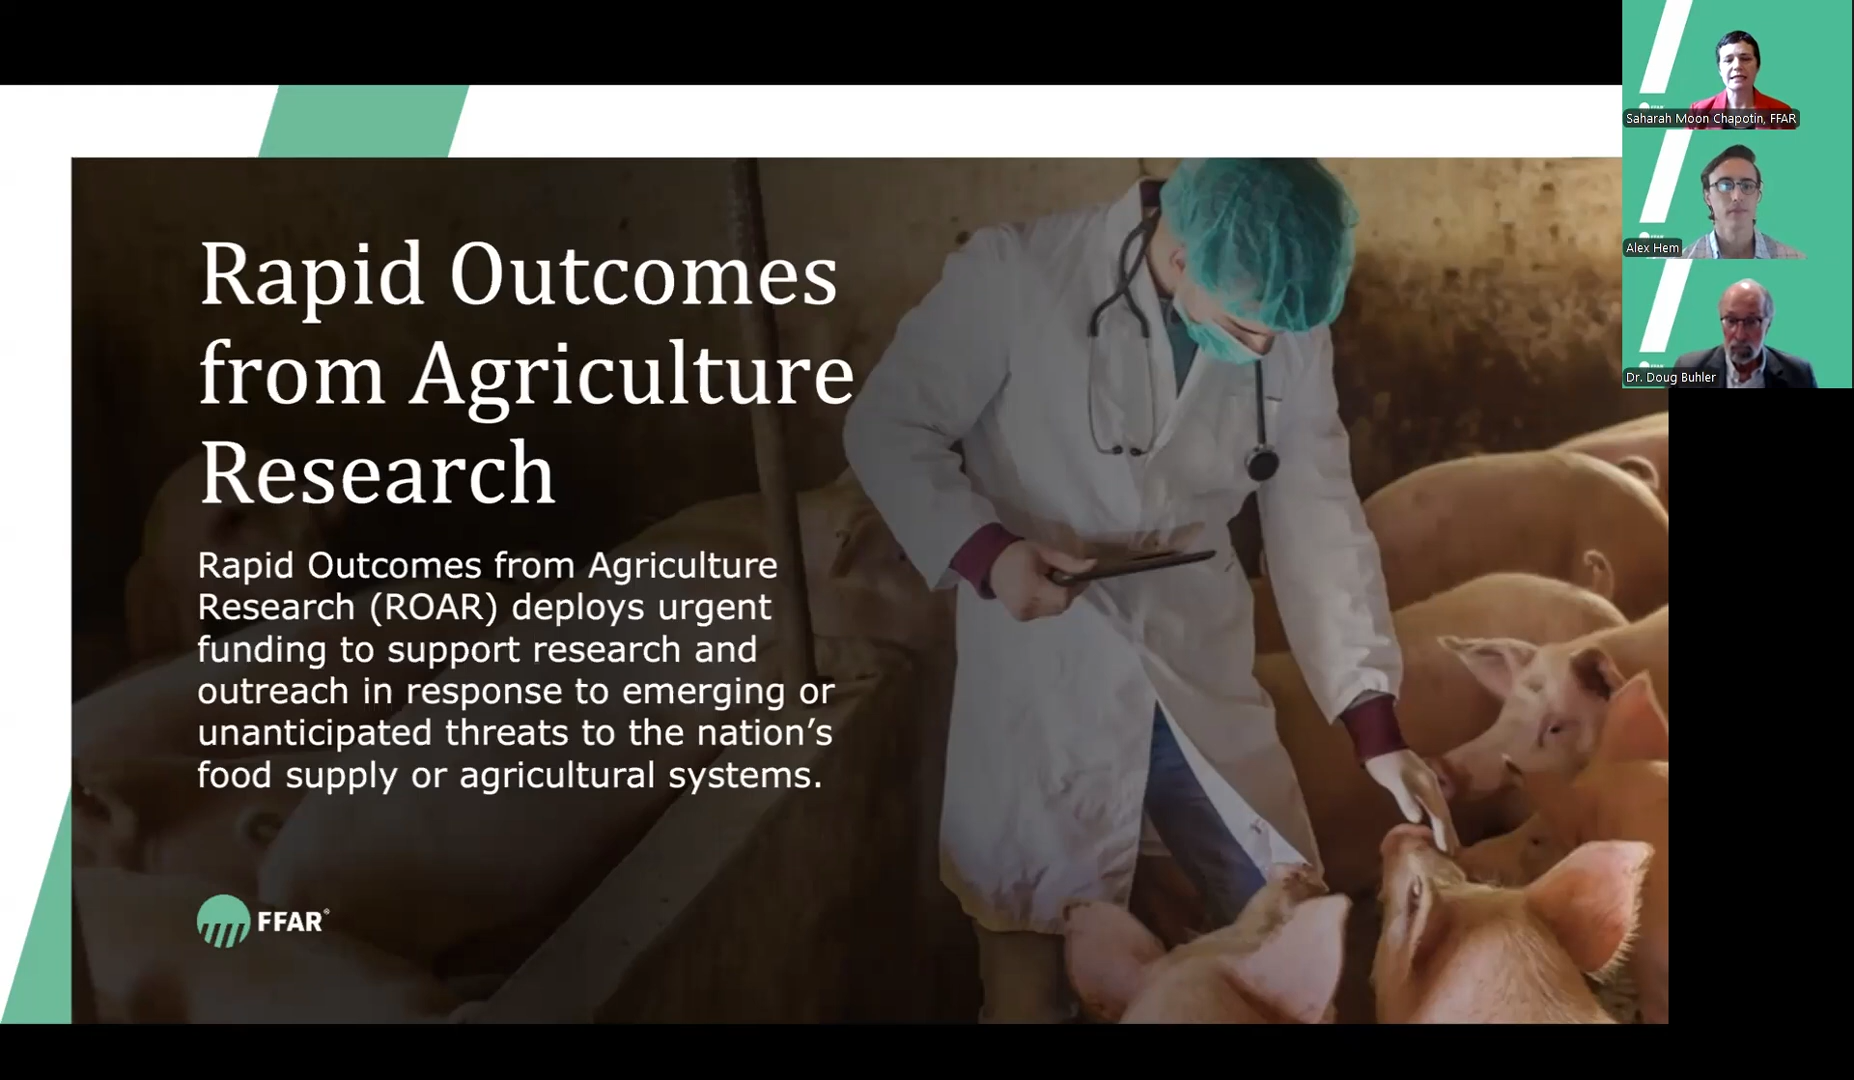 Rapid Outcomes
from Agriculture
Research
Rapid Outcomes from Agriculture
Research (ROAR) deploys urgent
funding to support research and
outreach in response to emerging or
unanticipated threats to the nation’s
food supply or agricultural systems.
FFAR®
Saharah Moon Chapotin, FFAR
Alex Hem
Dr. Doug Buhler